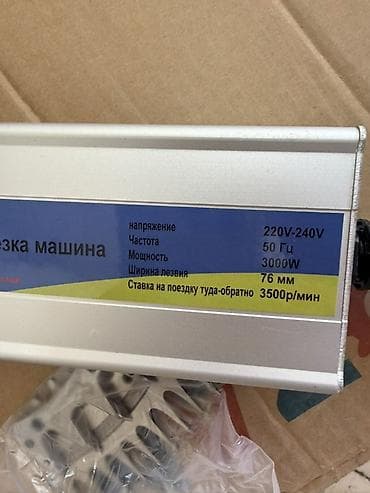 напряжение 220V-240V
Частота 50 Гц
езка машина
Мощность 3000W
Ширина лезвия 76 мм
Ставка на поездку туда-обратно 3500р/мин